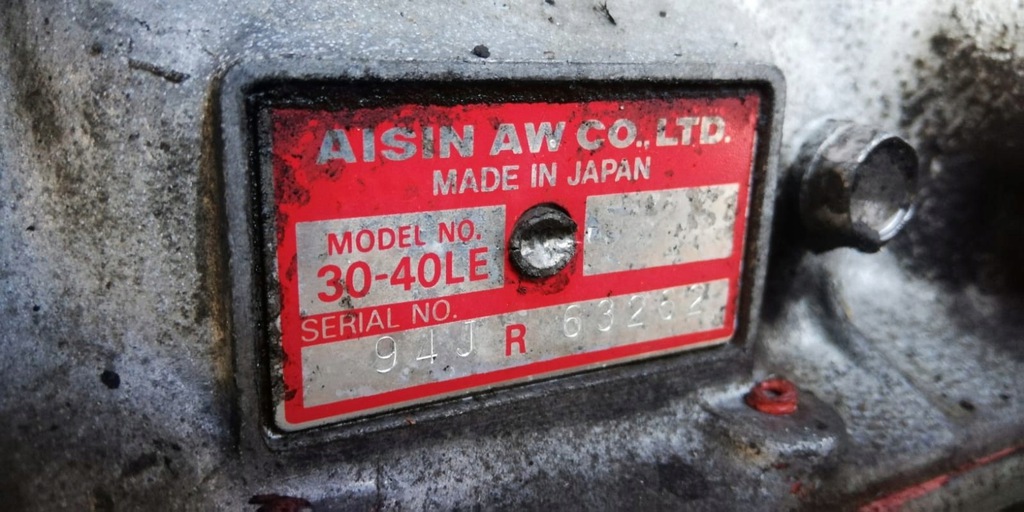 AISIN AW CO., LTD.
MADE IN JAPAN
MODEL NO.
30-40LE
SERIAL NO.
94J R 63262